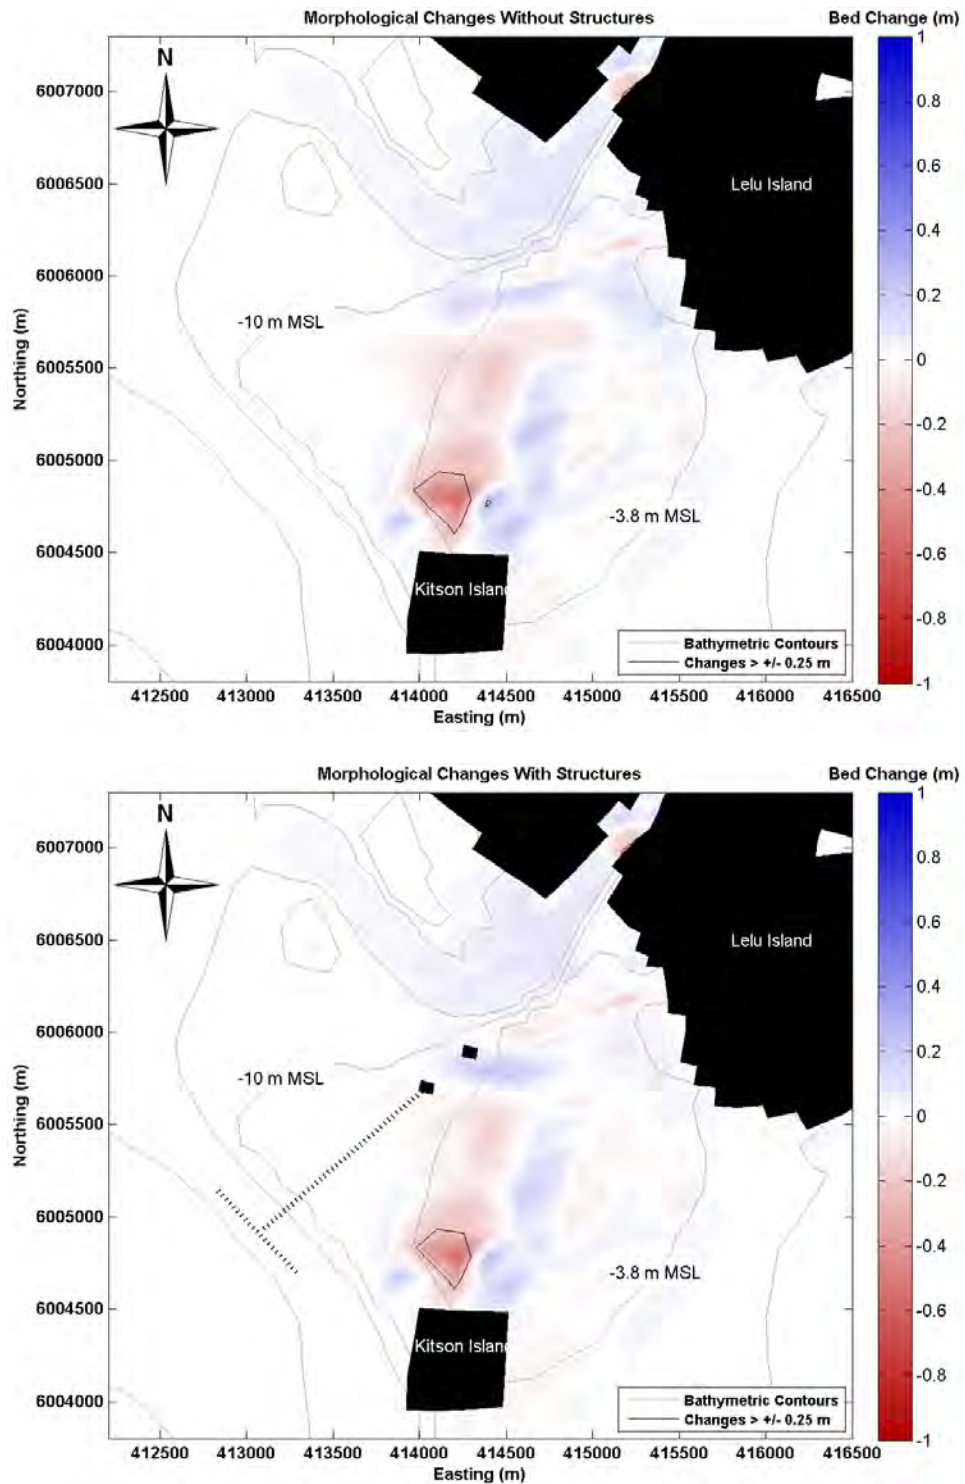 Morphological Changes Without Structures
Bed Change (m)
N
Lelu Island
-10 m MSL
-3.8 m MSL
Kitson Island
Bathymetric Contours
Changes > +/- 0.25 m
Northing (m)
6007000
6006500
6006000
6005500
6005000
6004500
6004000
412500 413000 413500 414000 414500 415000 415500 416000 416500
Easting (m)
1
0.8
0.6
0.4
0.2
0
-0.2
-0.4
-0.6
-0.8
-1
Morphological Changes With Structures
Bed Change (m)
N
Lelu Island
-10 m MSL
-3.8 m MSL
Kitson Island
Bathymetric Contours
Changes > +/- 0.25 m
Northing (m)
6007000
6006500
6006000
6005500
6005000
6004500
6004000
412500 413000 413500 414000 414500 415000 415500 416000 416500
Easting (m)
1
0.8
0.6
0.4
0.2
0
-0.2
-0.4
-0.6
-0.8
-1